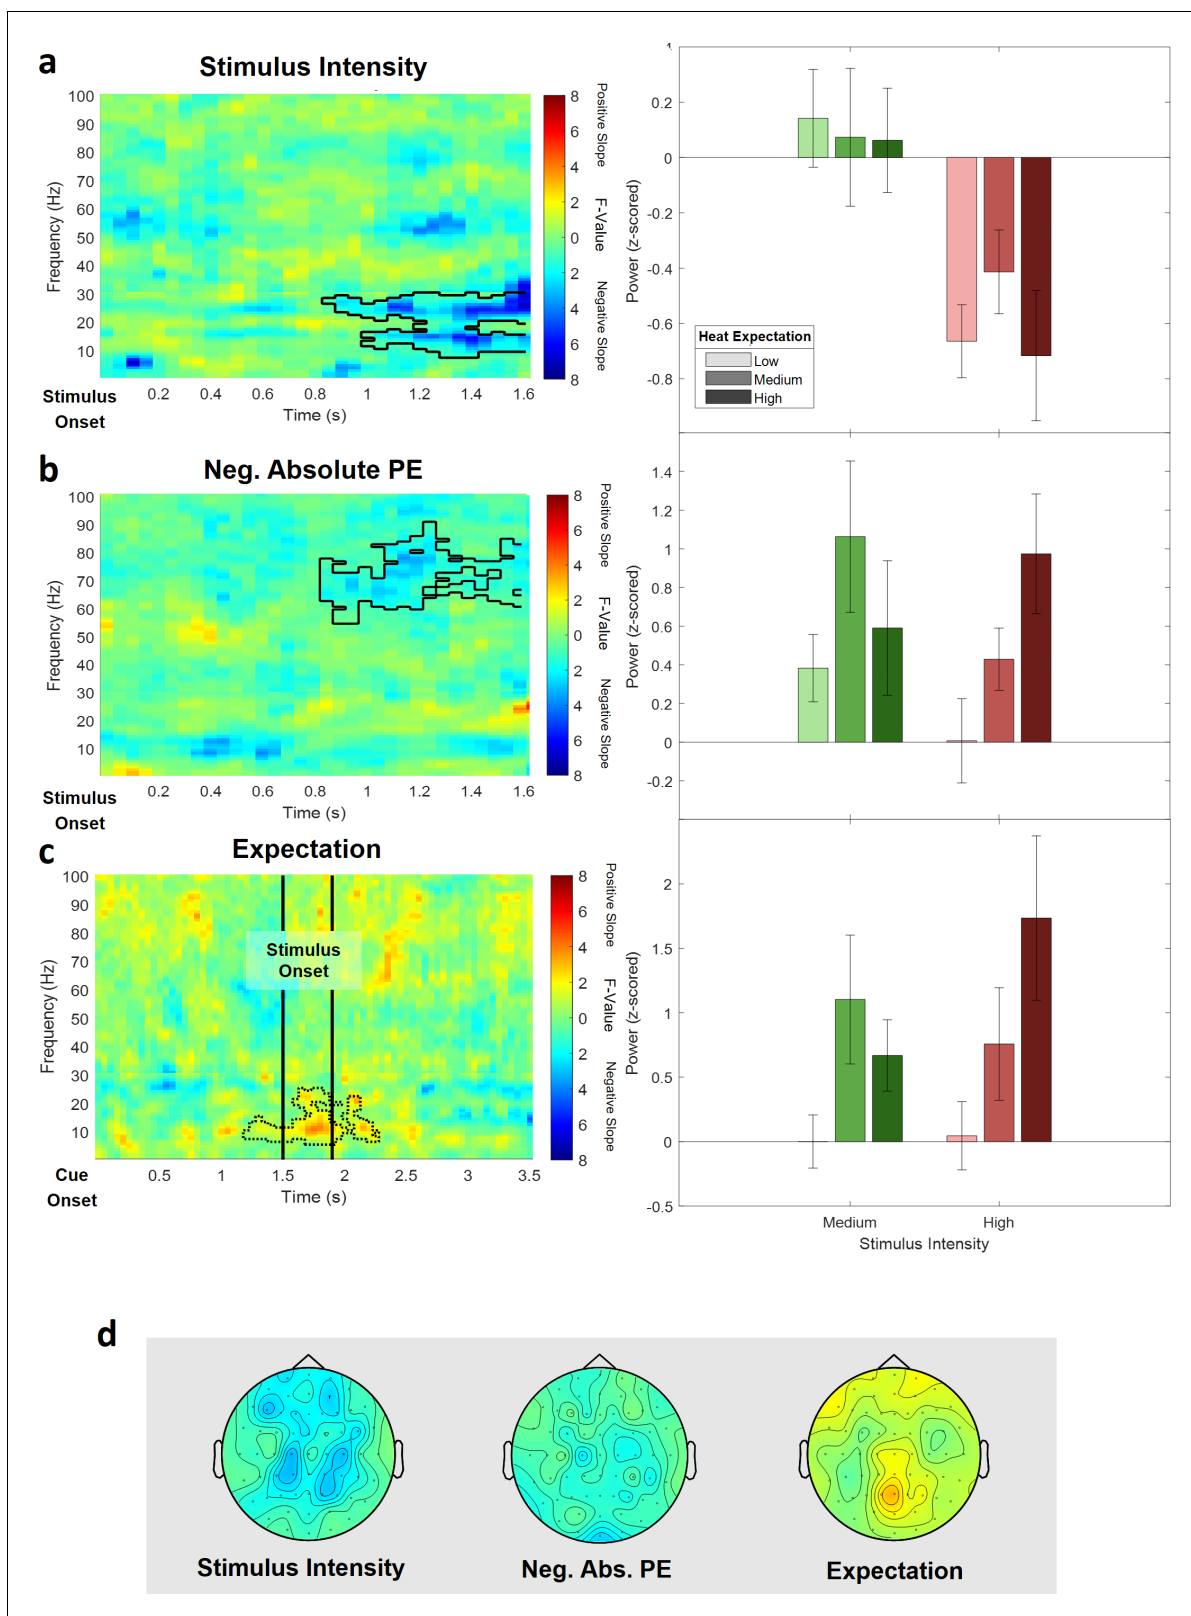 a
Stimulus Intensity
100
90
80
70
60
50
40
30
20
10
Frequency (Hz)
Stimulus
Onset
0.2 0.4 0.6 0.8 1 1.2 1.4 1.6
Time (s)
8
6
4
2
0
2
4
6
8
Positive Slope
F-Value
Negative Slope
0.2
0
-0.2
-0.4
-0.6
-0.8
Power (z-scored)
Heat Expectation
Low
Medium
High
b
Neg. Absolute PE
100
90
80
70
60
50
40
30
20
10
Frequency (Hz)
Stimulus
Onset
0.2 0.4 0.6 0.8 1 1.2 1.4 1.6
Time (s)
8
6
4
2
0
2
4
6
8
Positive Slope
F-Value
Negative Slope
1.4
1.2
1
0.8
0.6
0.4
0.2
0
-0.2
Power (z-scored)
c
Expectation
100
90
80
70
60
50
40
30
20
10
Frequency (Hz)
Stimulus
Onset
Cue
Onset
0.5 1 1.5 2 2.5 3 3.5
Time (s)
8
6
4
2
0
2
4
6
8
Positive Slope
F-Value
Negative Slope
2
1.5
1
0.5
0
-0.5
Power (z-scored)
Medium High
Stimulus Intensity
d
Stimulus Intensity
Neg. Abs. PE
Expectation